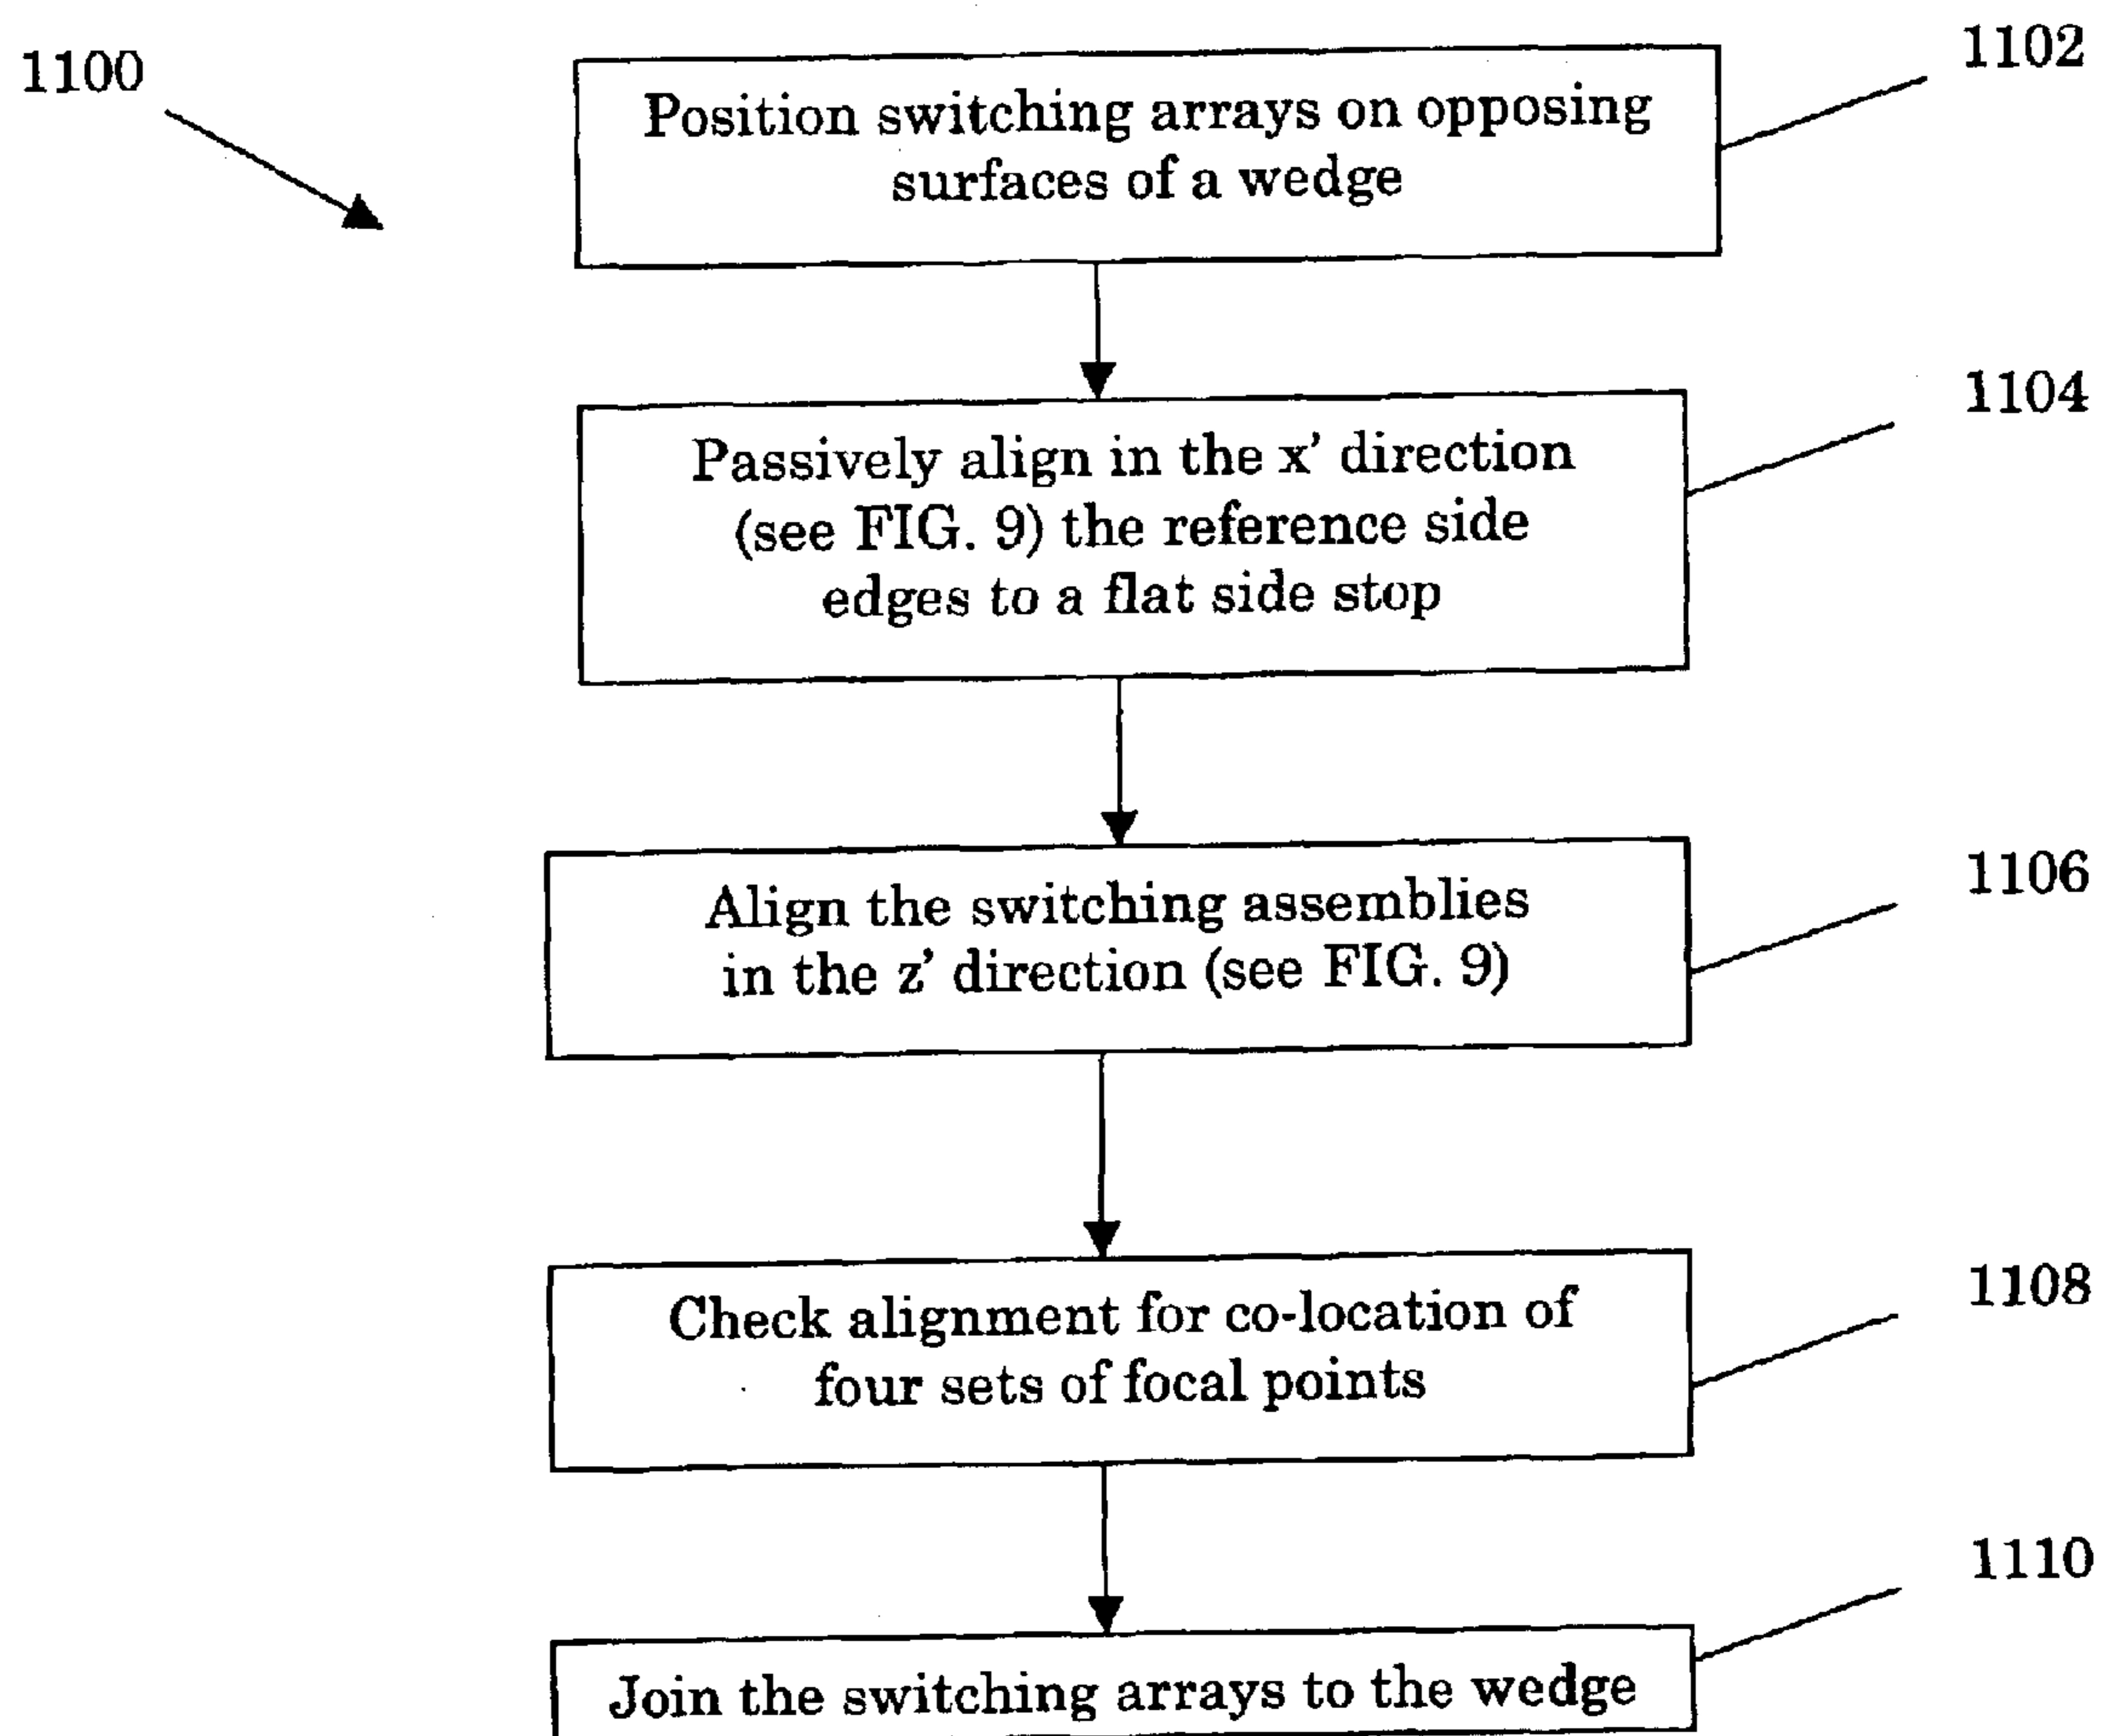 1100
1102
Position switching arrays on opposing
surfaces of a wedge
1104
Passively align in the x' direction
(see FIG. 9) the reference side
edges to a flat side stop
1106
Align the switching assemblies
in the z' direction (see FIG. 9)
1108
Check alignment for co-location of
four sets of focal points
1110
Join the switching arrays to the wedge